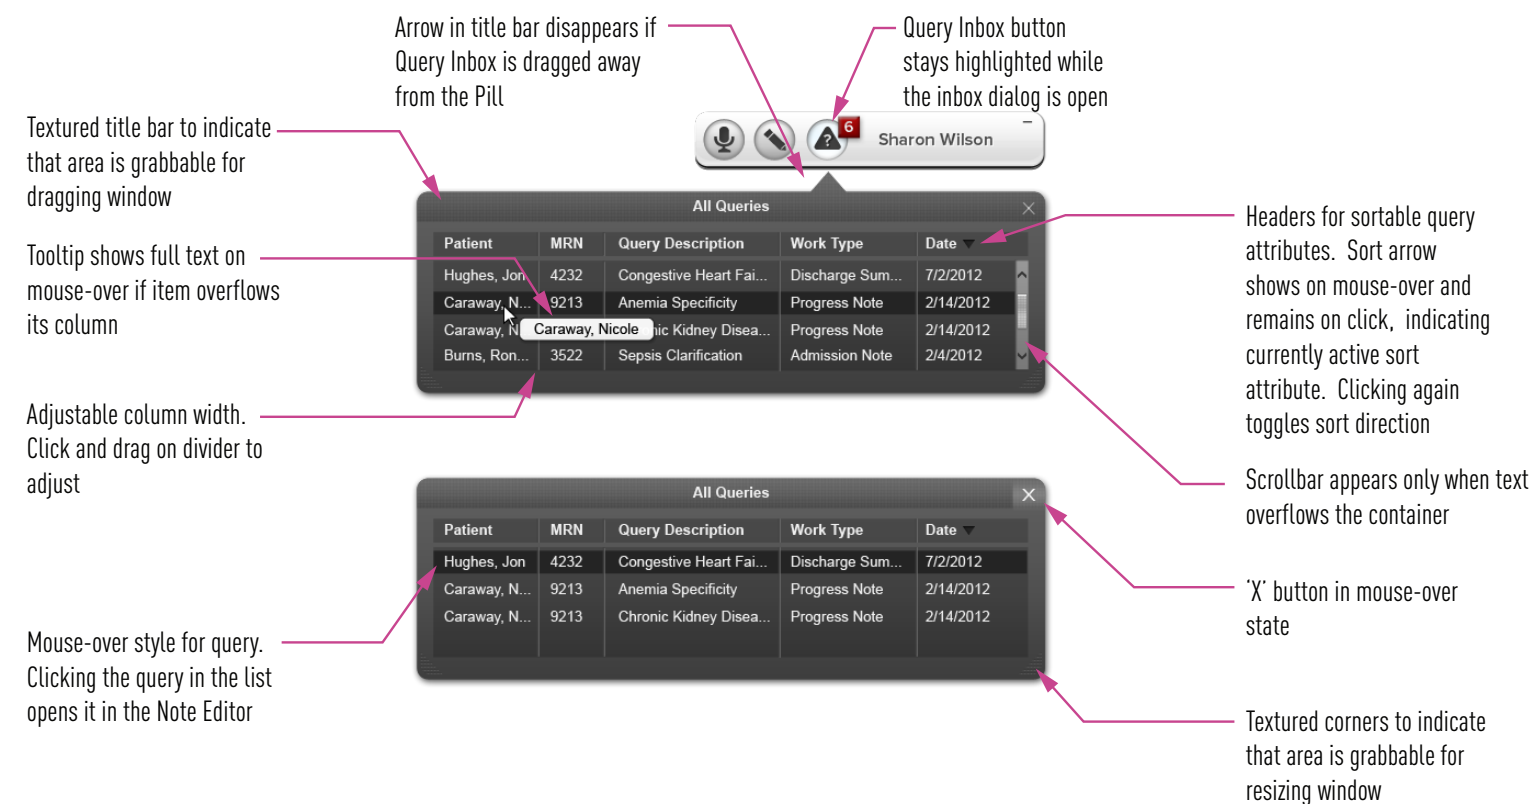 Arrow in title bar disappears if
Query Inbox is dragged away
from the Pill
Query Inbox button
stays highlighted while
the inbox dialog is open
6
Sharon Wilson
Textured title bar to indicate
that area is grabbable for
dragging window
Tooltip shows full text on
mouse-over if item overflows
its column
Adjustable column width.
Click and drag on divider to
adjust
All Queries
Patient MRN Query Description Work Type Date
Hughes, Jon 4232 Congestive Heart Fai... Discharge Sum... 7/2/2012
Caraway, N... 9213 Anemia Specificity Progress Note 2/14/2012
Caraway, N Caraway, Nicole nic Kidney Disea... Progress Note 2/14/2012
Burns, Ron... 3522 Sepsis Clarification Admission Note 2/4/2012
Headers for sortable query
attributes. Sort arrow
shows on mouse-over and
remains on click, indicating
currently active sort
attribute. Clicking again
toggles sort direction
Scrollbar appears only when text
overflows the container
All Queries
Patient MRN Query Description Work Type Date
Hughes, Jon 4232 Congestive Heart Fai... Discharge Sum... 7/2/2012
Caraway, N... 9213 Anemia Specificity Progress Note 2/14/2012
Caraway, N... 9213 Chronic Kidney Disea... Progress Note 2/14/2012
Mouse-over style for query.
Clicking the query in the list
opens it in the Note Editor
'X' button in mouse-over
state
Textured corners to indicate
that area is grabbable for
resizing window